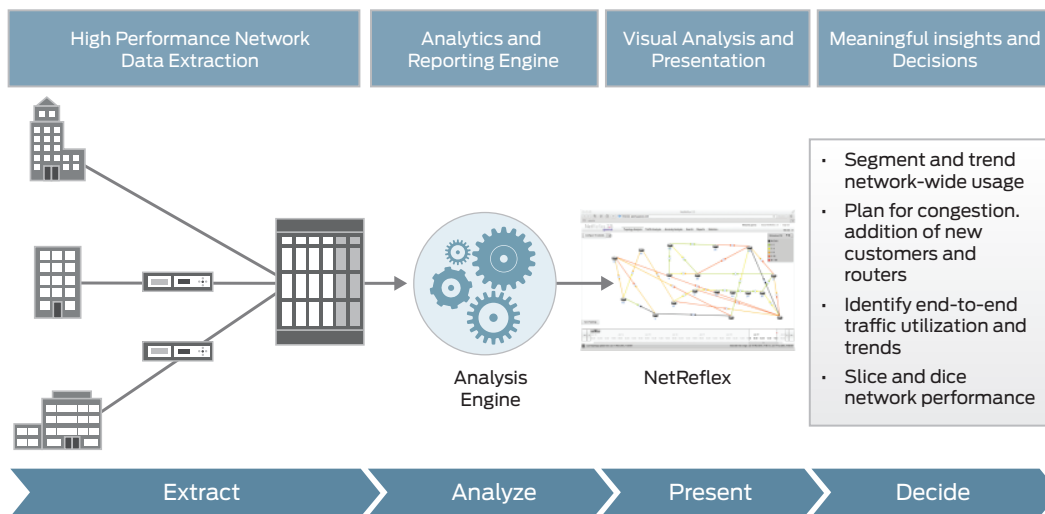 High Performance Network
Data Extraction
Analytics and
Reporting Engine
Visual Analysis and
Presentation
Meaningful insights and
Decisions
• Segment and trend
network-wide usage
• Plan for congestion.
addition of new
customers and
routers
• Identify end-to-end
traffic utilization and
trends
• Slice and dice
network performance
Analysis
Engine
NetReflex
Extract
Analyze
Present
Decide